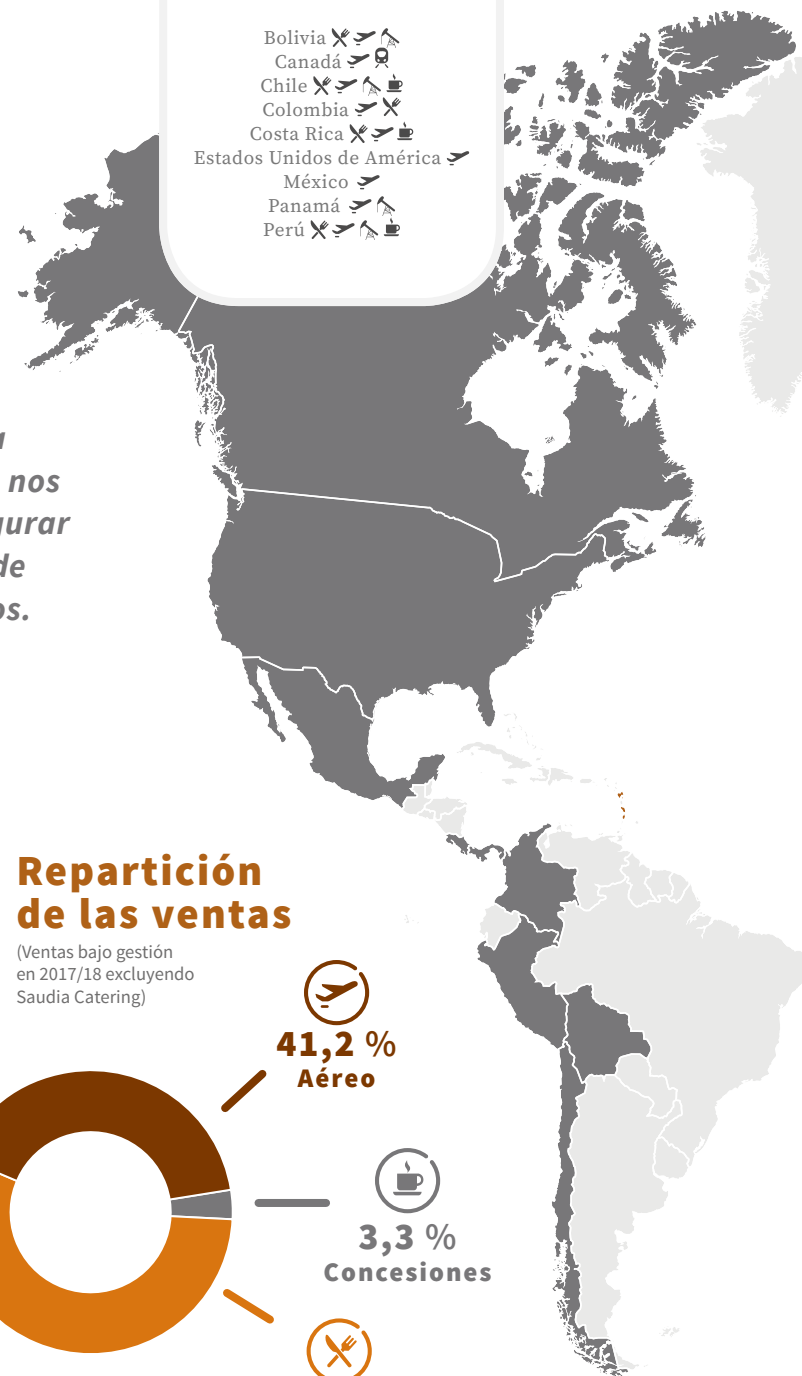 Bolivia
Canadá
Chile
Colombia
Costa Rica
Estados Unidos de América
México
Panamá
Perú
nos
de
Repartición
de las ventas
(Ventas bajo gestión
en 2017/18 excluyendo
Saudia Catering)
41,2 %
Aéreo
3,3 %
Concesiones